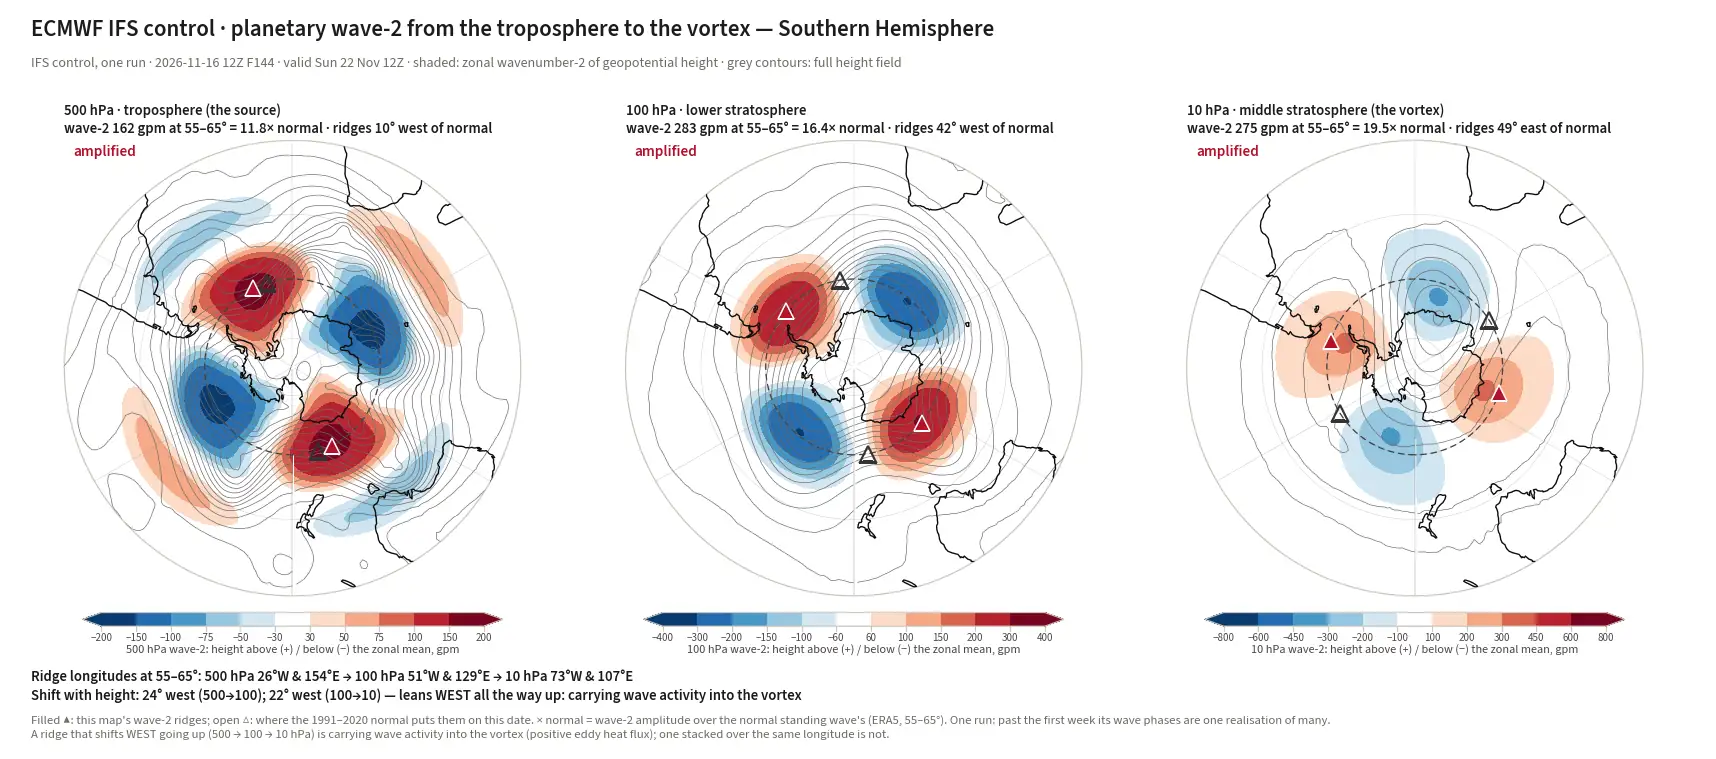 ECMWF IFS control · planetary wave-2 from the troposphere to the vortex — Southern Hemisphere
IFS control, one run · 2026-11-16 12Z F144 · valid Sun 22 Nov 12Z · shaded: zonal wavenumber-2 of geopotential height · grey contours: full height field
500 hPa · troposphere (the source)
wave-2 162 gpm at 55–65° = 11.8× normal · ridges 10° west of normal
amplified
100 hPa · lower stratosphere
wave-2 283 gpm at 55–65° = 16.4× normal · ridges 42° west of normal
amplified
10 hPa · middle stratosphere (the vortex)
wave-2 275 gpm at 55–65° = 19.5× normal · ridges 49° east of normal
amplified
−200 −150 −100 −75 −50 −30 30 50 75 100 150 200
500 hPa wave-2: height above (+) / below (−) the zonal mean, gpm
−400 −300 −200 −150 −100 −60 60 100 150 200 300 400
100 hPa wave-2: height above (+) / below (−) the zonal mean, gpm
−800 −600 −450 −300 −200 −100 100 200 300 450 600 800
10 hPa wave-2: height above (+) / below (−) the zonal mean, gpm
Ridge longitudes at 55–65°: 500 hPa 26°W & 154°E → 100 hPa 51°W & 129°E → 10 hPa 73°W & 107°E
Shift with height: 24° west (500→100); 22° west (100→10) — leans WEST all the way up: carrying wave activity into the vortex
Filled ▲: this map's wave-2 ridges; open △: where the 1991–2020 normal puts them on this date. × normal = wave-2 amplitude over the normal standing wave's (ERA5, 55–65°). One run: past the first week its wave phases are one realisation of many.
A ridge that shifts WEST going up (500 → 100 → 10 hPa) is carrying wave activity into the vortex (positive eddy heat flux); one stacked over the same longitude is not.